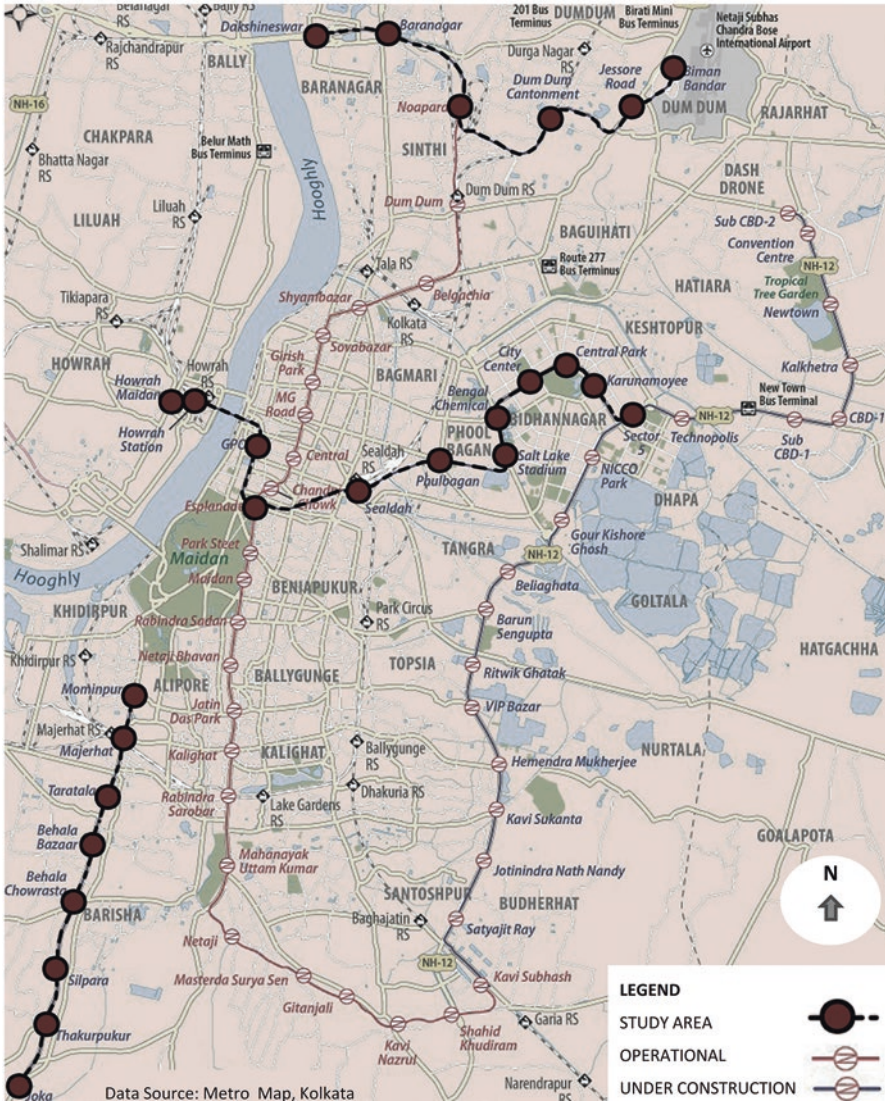 Belanagar
RS
Bally RS
Rajchandrapur
RS
BALLY
NH-16
CHAKPARA
Bhatta Nagar
RS
Belur Math
Bus Terminus
LILUAH
Liluah
RS
Tikiapara
RS
HOWRAH
Howrah
Maidan
Howrah
RS
Howrah
Station
Shalimar RS
Hooghly
Hooghly
Dakshineswar
Baranagar
BARANAGAR
Noapara
SINTHI
201 Bus
Terminus
DUMDUM
Birati Mini
Bus Terminus
Netaji Subhas
Chandra Bose
International Airport
Durga Nagar
RS
Dum Dum
Cantonment
Jessore
Road
Biman
Bandar
DUM DUM
RAJARHAT
Dum Dum RS
Dum Dum
DASH
DRONE
Sub CBD-2
Convention
Centre
NH-12
Tropical
Tree Garden
Newtown
Kalkhetra
BAGUIHATI
Route 277
Bus Terminus
HATIARA
KESHTOPUR
Tala RS
Shyambazar
Belgachia
Kolkata
RS
Sovabazar
Girish
Park
BAGMARI
MG
Road
Central
Chandni
Chowk
GPO
Esplanade
Sealdah
RS
Sealdah
Phulbagan
PHOOL
BAGAN
Bengal
Chemical
City
Center
Central Park
Karunamoyee
BIDHANNAGAR
Salt Lake
Stadium
Sector
5
NH-12
Technopolis
New Town
Bus Terminal
Sub
CBD-1
CBD-1
NICCO
Park
DHAPA
Gour Kishore
Ghosh
NH-12
TANGRA
Beliaghata
GOLTALA
Park Steet
Maidan
Maidan
BENIAPUKUR
Park Circus
RS
Barun
Sengupta
HATGACHHA
KHIDIRPUR
Khidirpur RS
Rabindra Sadan
Netaji Bhavan
TOPSIA
Ritwik Ghatak
BALLYGUNGE
VIP Bazar
ALIPORE
Mominpur
Jatin
Das Park
Majerhat RS
Majerhat
Kalighat
KALIGHAT
Ballygunge
RS
NURTALA
Hemendra Mukherjee
Dhakuria RS
Taratala
Rabindra
Sarobar
Lake Gardens
RS
Kavi Sukanta
GOALAPOTA
Behala
Bazaar
Mahanayak
Uttam Kumar
Jotinindra Nath Nandy
Behala
Chowrasta
BARISHA
SANTOSHPUR
BUDHERHAT
Baghajatin
RS
Satyajit Ray
Netaji
NH-12
Silpara
Masterda Surya Sen
Kavi Subhash
Gitanjali
Thakurpukur
Kavi
Nazrul
Shahid
Khudiram
Garia RS
Narendrapur
RS
N
LEGEND
STUDY AREA
OPERATIONAL
UNDER CONSTRUCTION
Data Source: Metro Map, Kolkata